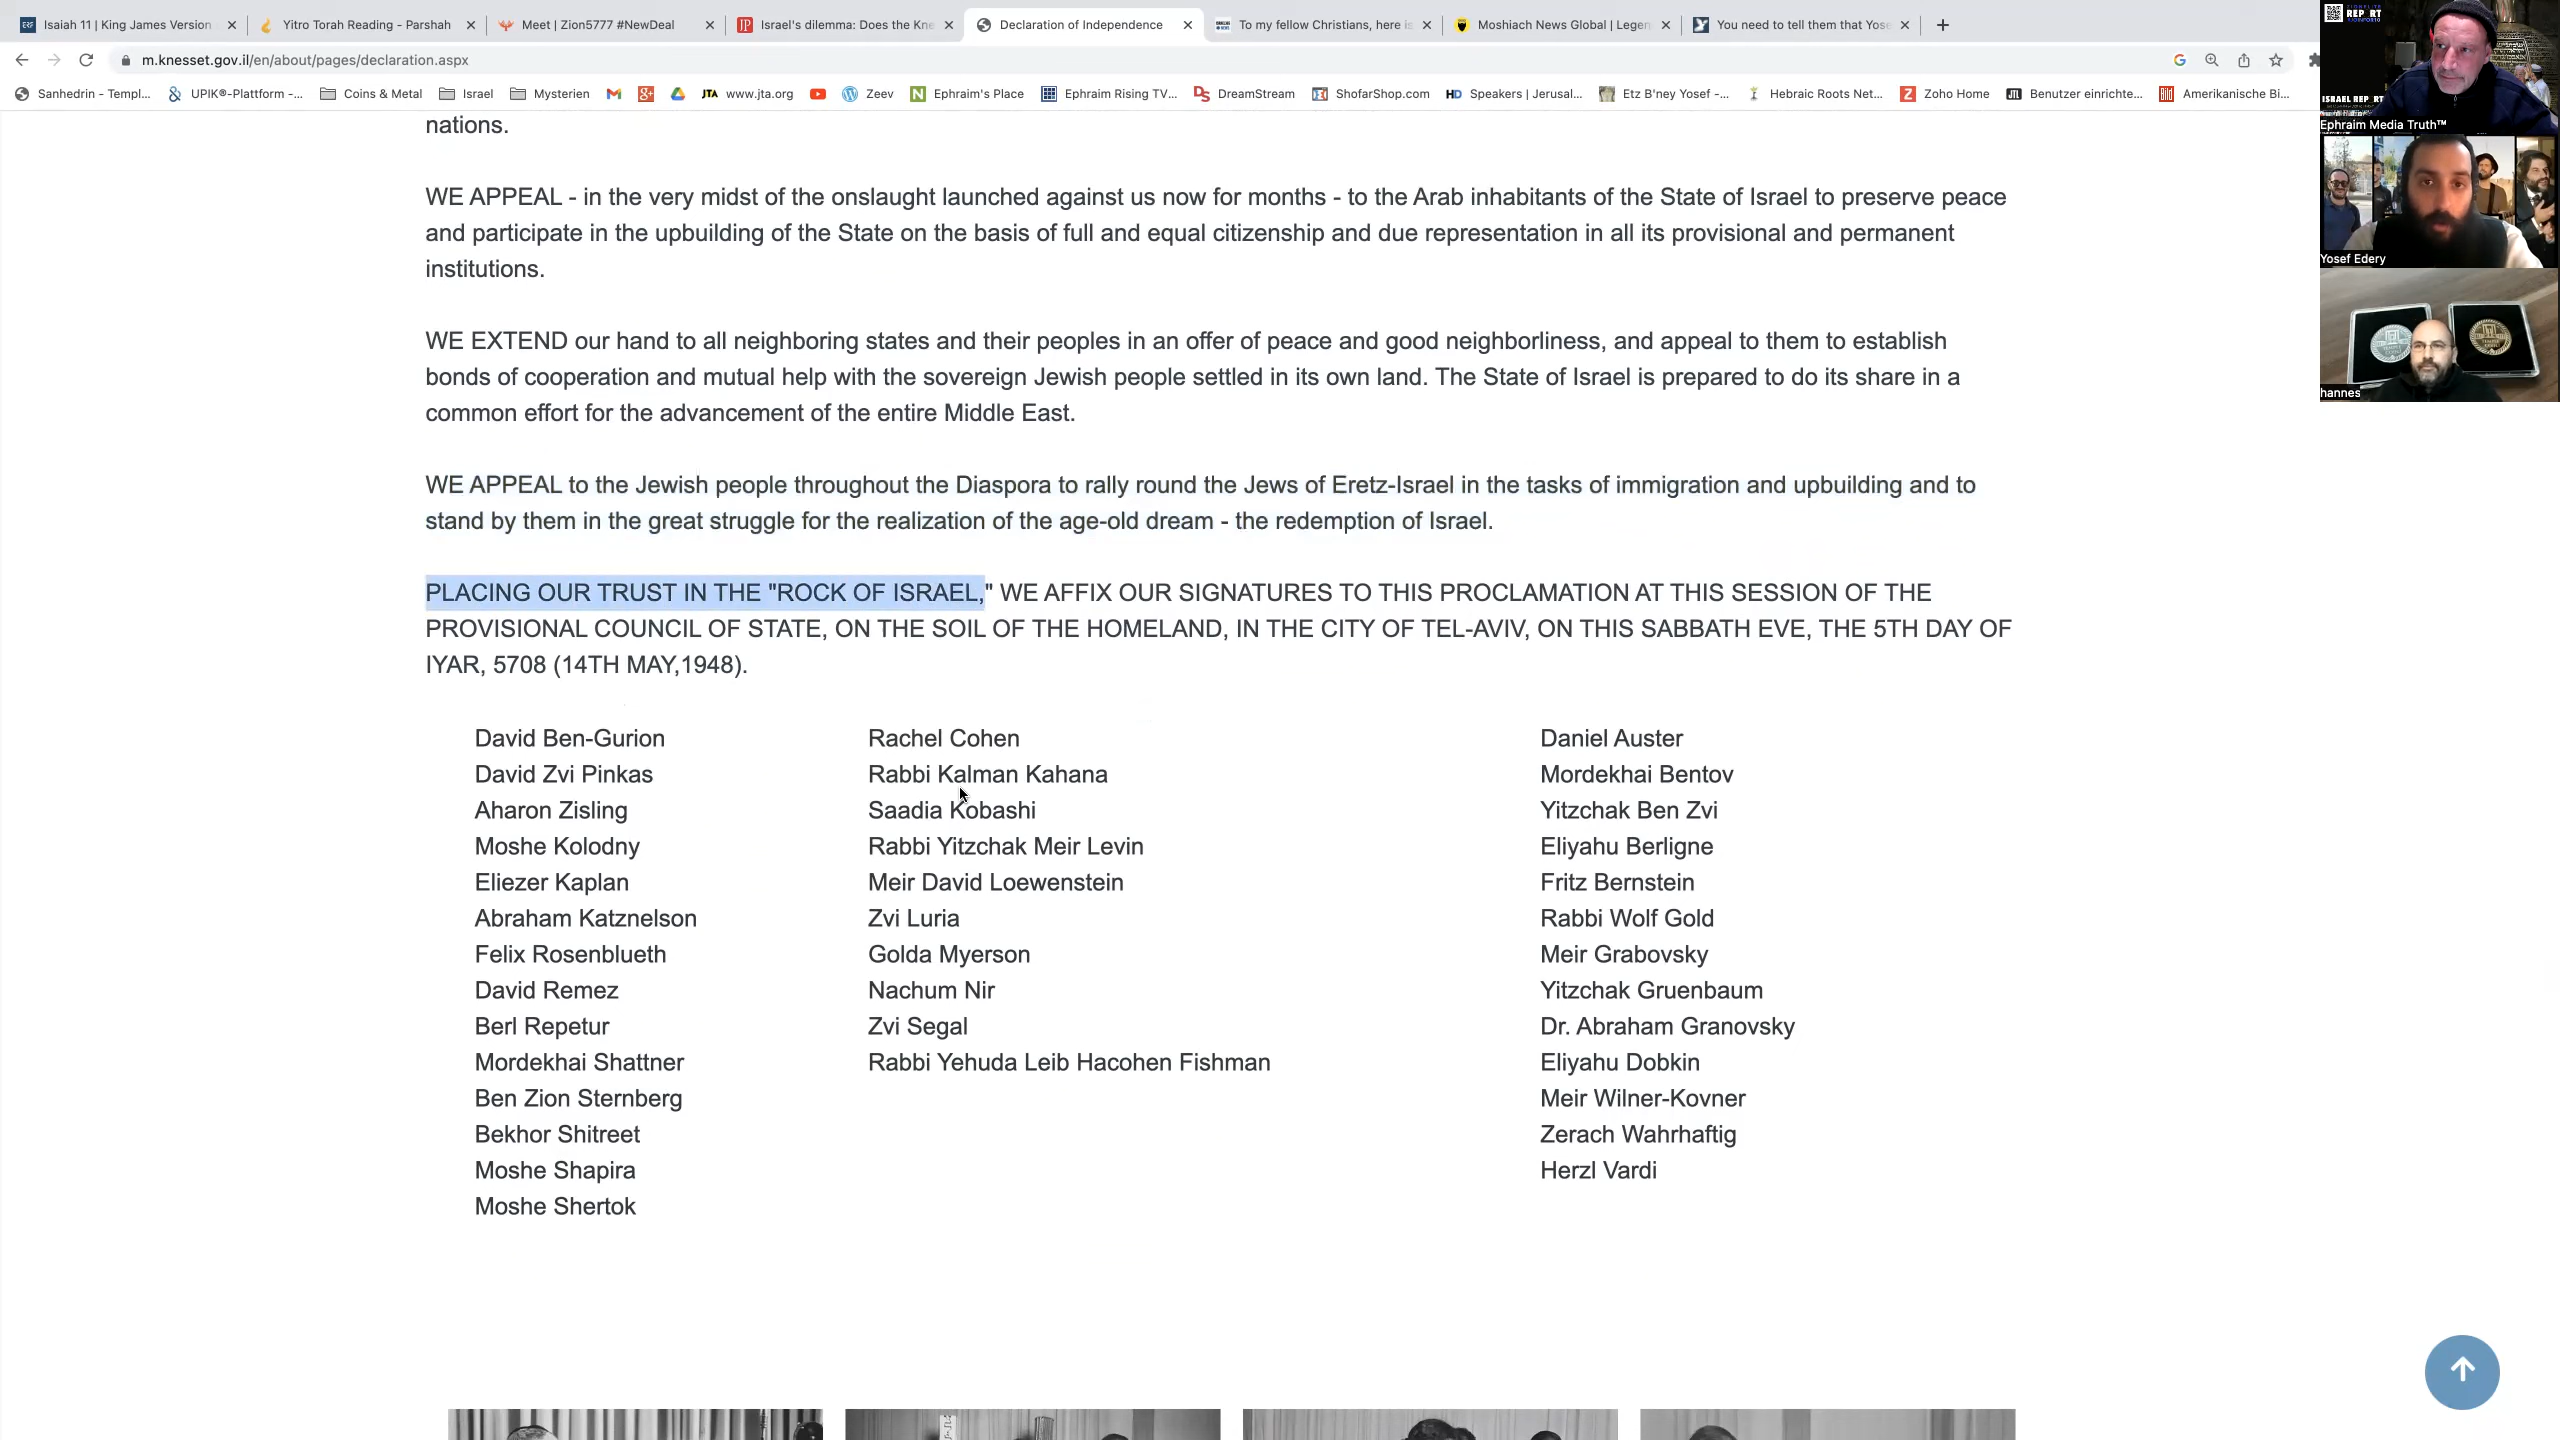 Isaiah 11 | King James Version
Yitro Torah Reading - Parshah
Meet | Zion5777 #NewDeal
Israel's dilemma: Does the Kne
Declaration of Independence
To my fellow Christians, here is
Moshiach News Global | Legen
You need to tell them that Yose
m.knesset.gov.il/en/about/pages/declaration.aspx
Sanhedrin - Templ...
UPIK®-Plattform -...
Coins & Metal
Israel
Mysterien
www.jta.org
Zeev
Ephraim's Place
Ephraim Rising TV...
DreamStream
ShofarShop.com
Speakers | Jerusal...
Etz B'ney Yosef -...
Hebraic Roots Net...
Zoho Home
Benutzer einrichte...
Amerikanische Bi...
nations.
WE APPEAL - in the very midst of the onslaught launched against us now for months - to the Arab inhabitants of the State of Israel to preserve peace
and participate in the upbuilding of the State on the basis of full and equal citizenship and due representation in all its provisional and permanent
institutions.
WE EXTEND our hand to all neighboring states and their peoples in an offer of peace and good neighborliness, and appeal to them to establish
bonds of cooperation and mutual help with the sovereign Jewish people settled in its own land. The State of Israel is prepared to do its share in a
common effort for the advancement of the entire Middle East.
WE APPEAL to the Jewish people throughout the Diaspora to rally round the Jews of Eretz-Israel in the tasks of immigration and upbuilding and to
stand by them in the great struggle for the realization of the age-old dream - the redemption of Israel.
PLACING OUR TRUST IN THE "ROCK OF ISRAEL," WE AFFIX OUR SIGNATURES TO THIS PROCLAMATION AT THIS SESSION OF THE
PROVISIONAL COUNCIL OF STATE, ON THE SOIL OF THE HOMELAND, IN THE CITY OF TEL-AVIV, ON THIS SABBATH EVE, THE 5TH DAY OF
IYAR, 5708 (14TH MAY,1948).
David Ben-Gurion
David Zvi Pinkas
Aharon Zisling
Moshe Kolodny
Eliezer Kaplan
Abraham Katznelson
Felix Rosenblueth
David Remez
Berl Repetur
Mordekhai Shattner
Ben Zion Sternberg
Bekhor Shitreet
Moshe Shapira
Moshe Shertok
Rachel Cohen
Rabbi Kalman Kahana
Saadia Kobashi
Rabbi Yitzchak Meir Levin
Meir David Loewenstein
Zvi Luria
Golda Myerson
Nachum Nir
Zvi Segal
Rabbi Yehuda Leib Hacohen Fishman
Daniel Auster
Mordekhai Bentov
Yitzchak Ben Zvi
Eliyahu Berligne
Fritz Bernstein
Rabbi Wolf Gold
Meir Grabovsky
Yitzchak Gruenbaum
Dr. Abraham Granovsky
Eliyahu Dobkin
Meir Wilner-Kovner
Zerach Wahrhaftig
Herzl Vardi
ISRAEL REP RT
Ephraim Media Truth™
Yosef Edery
hannes